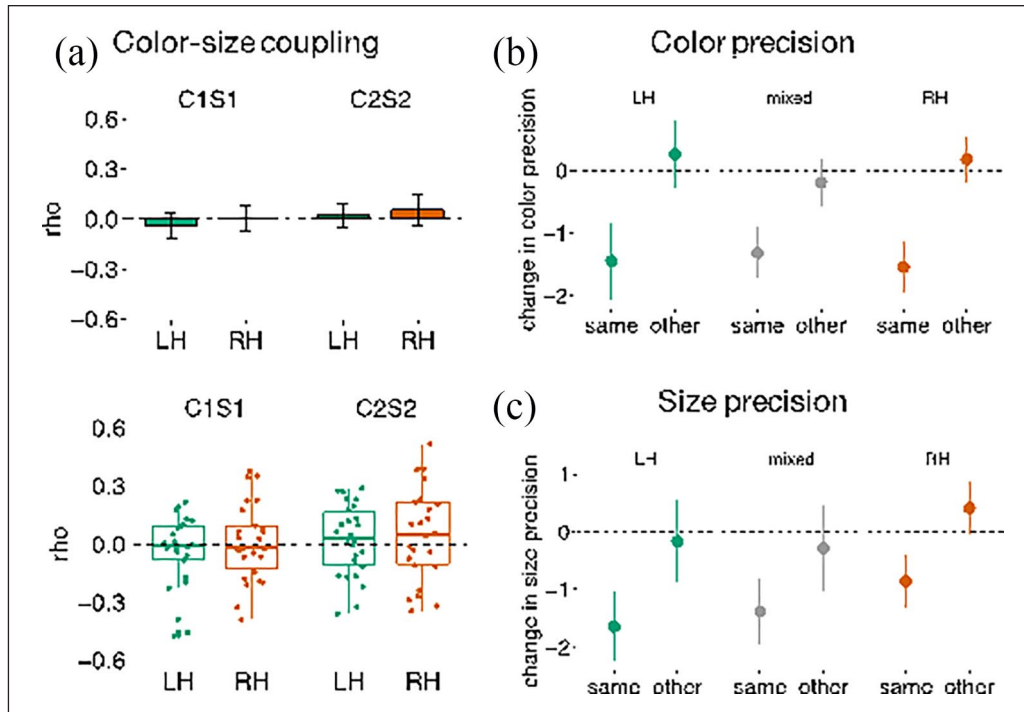 (a) Color-size coupling
C1S1 C2S2
0.6
0.3
0.0
−0.3
−0.6
rho
LH RH LH RH
C1S1 C2S2
0.6
0.3
0.0
−0.3
−0.6
rho
LH RH LH RH
(b) Color precision
LH mixed RH
0
−1
−2
change in color precision
same other same other same other
(c) Size precision
LH mixed RH
1
0
−1
−2
change in size precision
same other same other same other